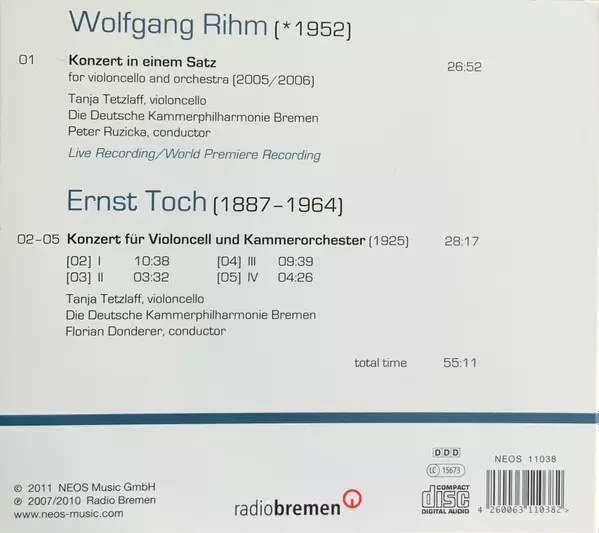 Wolfgang Rihm (*1952)
01 Konzert in einem Satz 26:52
for violoncello and orchestra (2005/2006)
Tanja Tetzlaff, violoncello
Die Deutsche Kammerphilharmonie Bremen
Peter Ruzicka, conductor
Live Recording/World Premiere Recording
Ernst Toch (1887–1964)
02–05 Konzert für Violoncell und Kammerorchester (1925) 28:17
[02] I 10:38 [04] III 09:39
[03] II 03:32 [05] IV 04:26
Tanja Tetzlaff, violoncello
Die Deutsche Kammerphilharmonie Bremen
Florian Donderer, conductor
total time 55:11
© 2011 NEOS Music GmbH
℗ 2007/2010 Radio Bremen
www.neos-music.com
radiobremen
DDD
LC 15673
COMPACT
disc
DIGITAL AUDIO
NEOS 11038
4 260063 110382 >